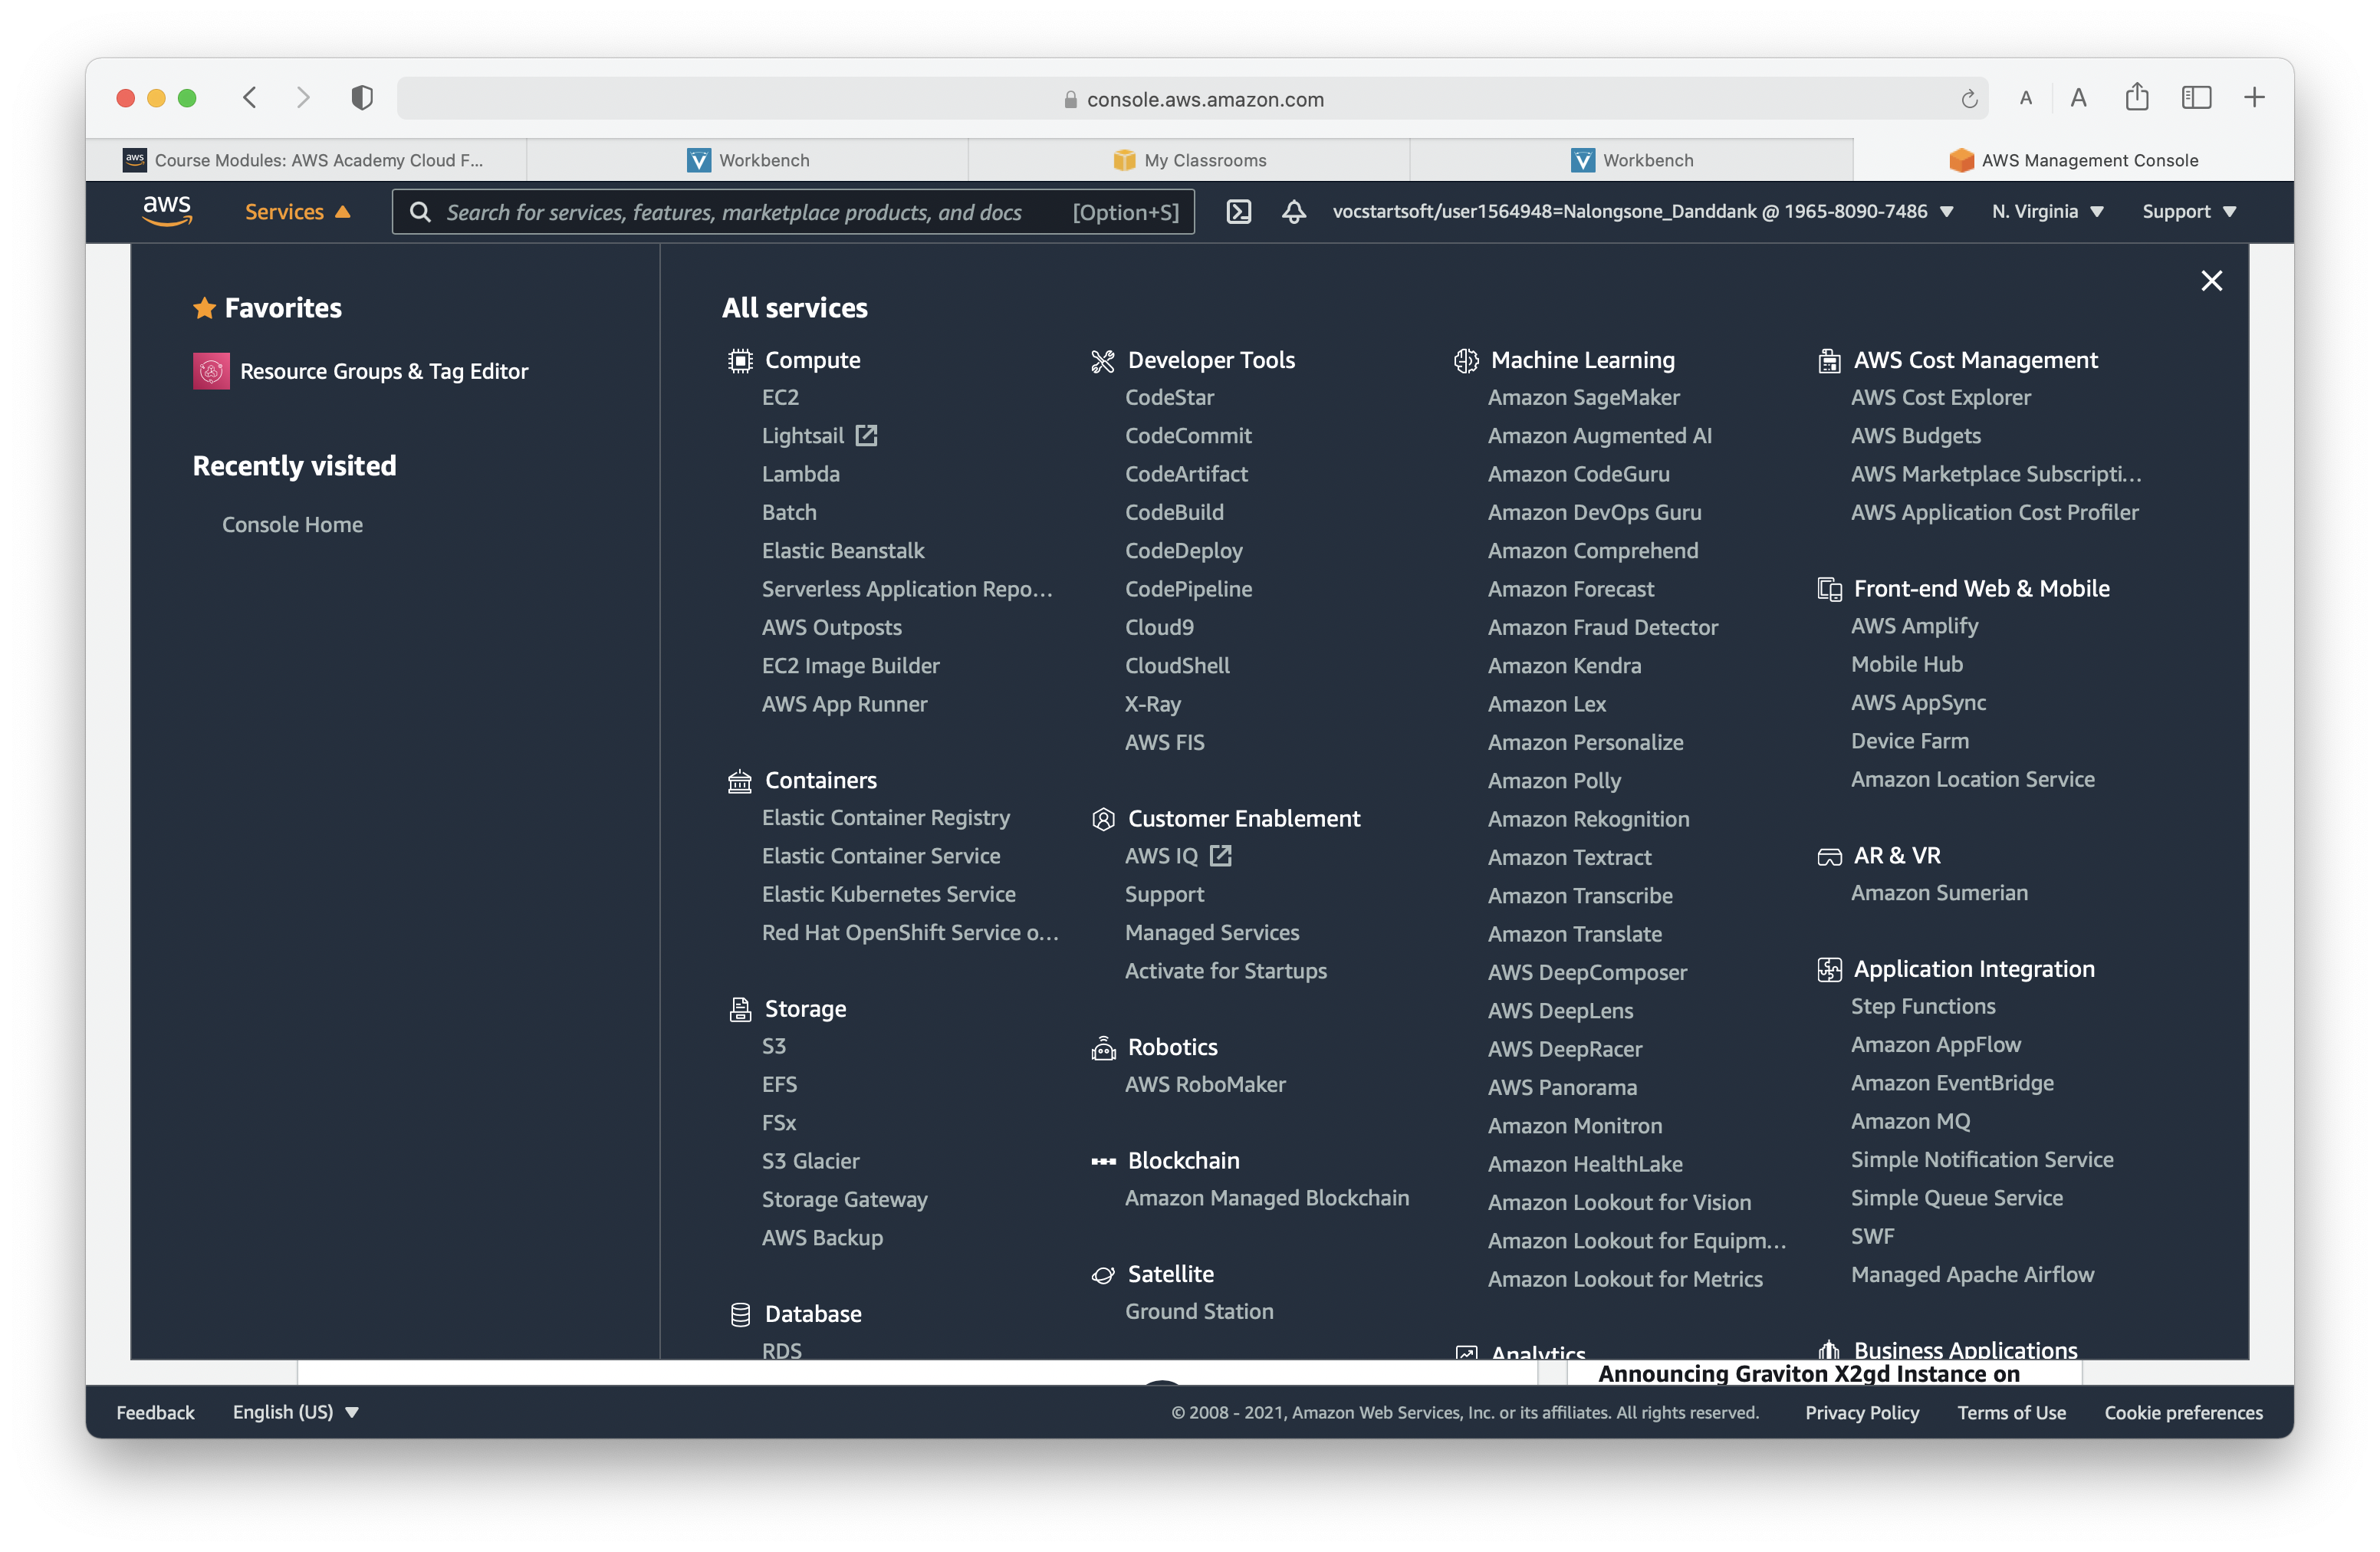 console.aws.amazon.com
A A
aws Course Modules: AWS Academy Cloud F...
Workbench
My Classrooms
Workbench
AWS Management Console
aws
Services
Search for services, features, marketplace products, and docs [Option+S]
vocstartsoft/user1564948=Nalongsone_Danddank @ 1965-8090-7486
N. Virginia
Support
Favorites
Resource Groups & Tag Editor
Recently visited
Console Home
All services
Compute
EC2
Lightsail
Lambda
Batch
Elastic Beanstalk
Serverless Application Repo...
AWS Outposts
EC2 Image Builder
AWS App Runner
Containers
Elastic Container Registry
Elastic Container Service
Elastic Kubernetes Service
Red Hat OpenShift Service o...
Storage
S3
EFS
FSx
S3 Glacier
Storage Gateway
AWS Backup
Database
RDS
Developer Tools
CodeStar
CodeCommit
CodeArtifact
CodeBuild
CodeDeploy
CodePipeline
Cloud9
CloudShell
X-Ray
AWS FIS
Customer Enablement
AWS IQ
Support
Managed Services
Activate for Startups
Robotics
AWS RoboMaker
Blockchain
Amazon Managed Blockchain
Satellite
Ground Station
Machine Learning
Amazon SageMaker
Amazon Augmented AI
Amazon CodeGuru
Amazon DevOps Guru
Amazon Comprehend
Amazon Forecast
Amazon Fraud Detector
Amazon Kendra
Amazon Lex
Amazon Personalize
Amazon Polly
Amazon Rekognition
Amazon Textract
Amazon Transcribe
Amazon Translate
AWS DeepComposer
AWS DeepLens
AWS DeepRacer
AWS Panorama
Amazon Monitron
Amazon HealthLake
Amazon Lookout for Vision
Amazon Lookout for Equipm...
Amazon Lookout for Metrics
Analytics
AWS Cost Management
AWS Cost Explorer
AWS Budgets
AWS Marketplace Subscripti...
AWS Application Cost Profiler
Front-end Web & Mobile
AWS Amplify
Mobile Hub
AWS AppSync
Device Farm
Amazon Location Service
AR & VR
Amazon Sumerian
Application Integration
Step Functions
Amazon AppFlow
Amazon EventBridge
Amazon MQ
Simple Notification Service
Simple Queue Service
SWF
Managed Apache Airflow
Business Applications
Announcing Graviton X2gd Instance on
Feedback
English (US)
© 2008 - 2021, Amazon Web Services, Inc. or its affiliates. All rights reserved.
Privacy Policy
Terms of Use
Cookie preferences